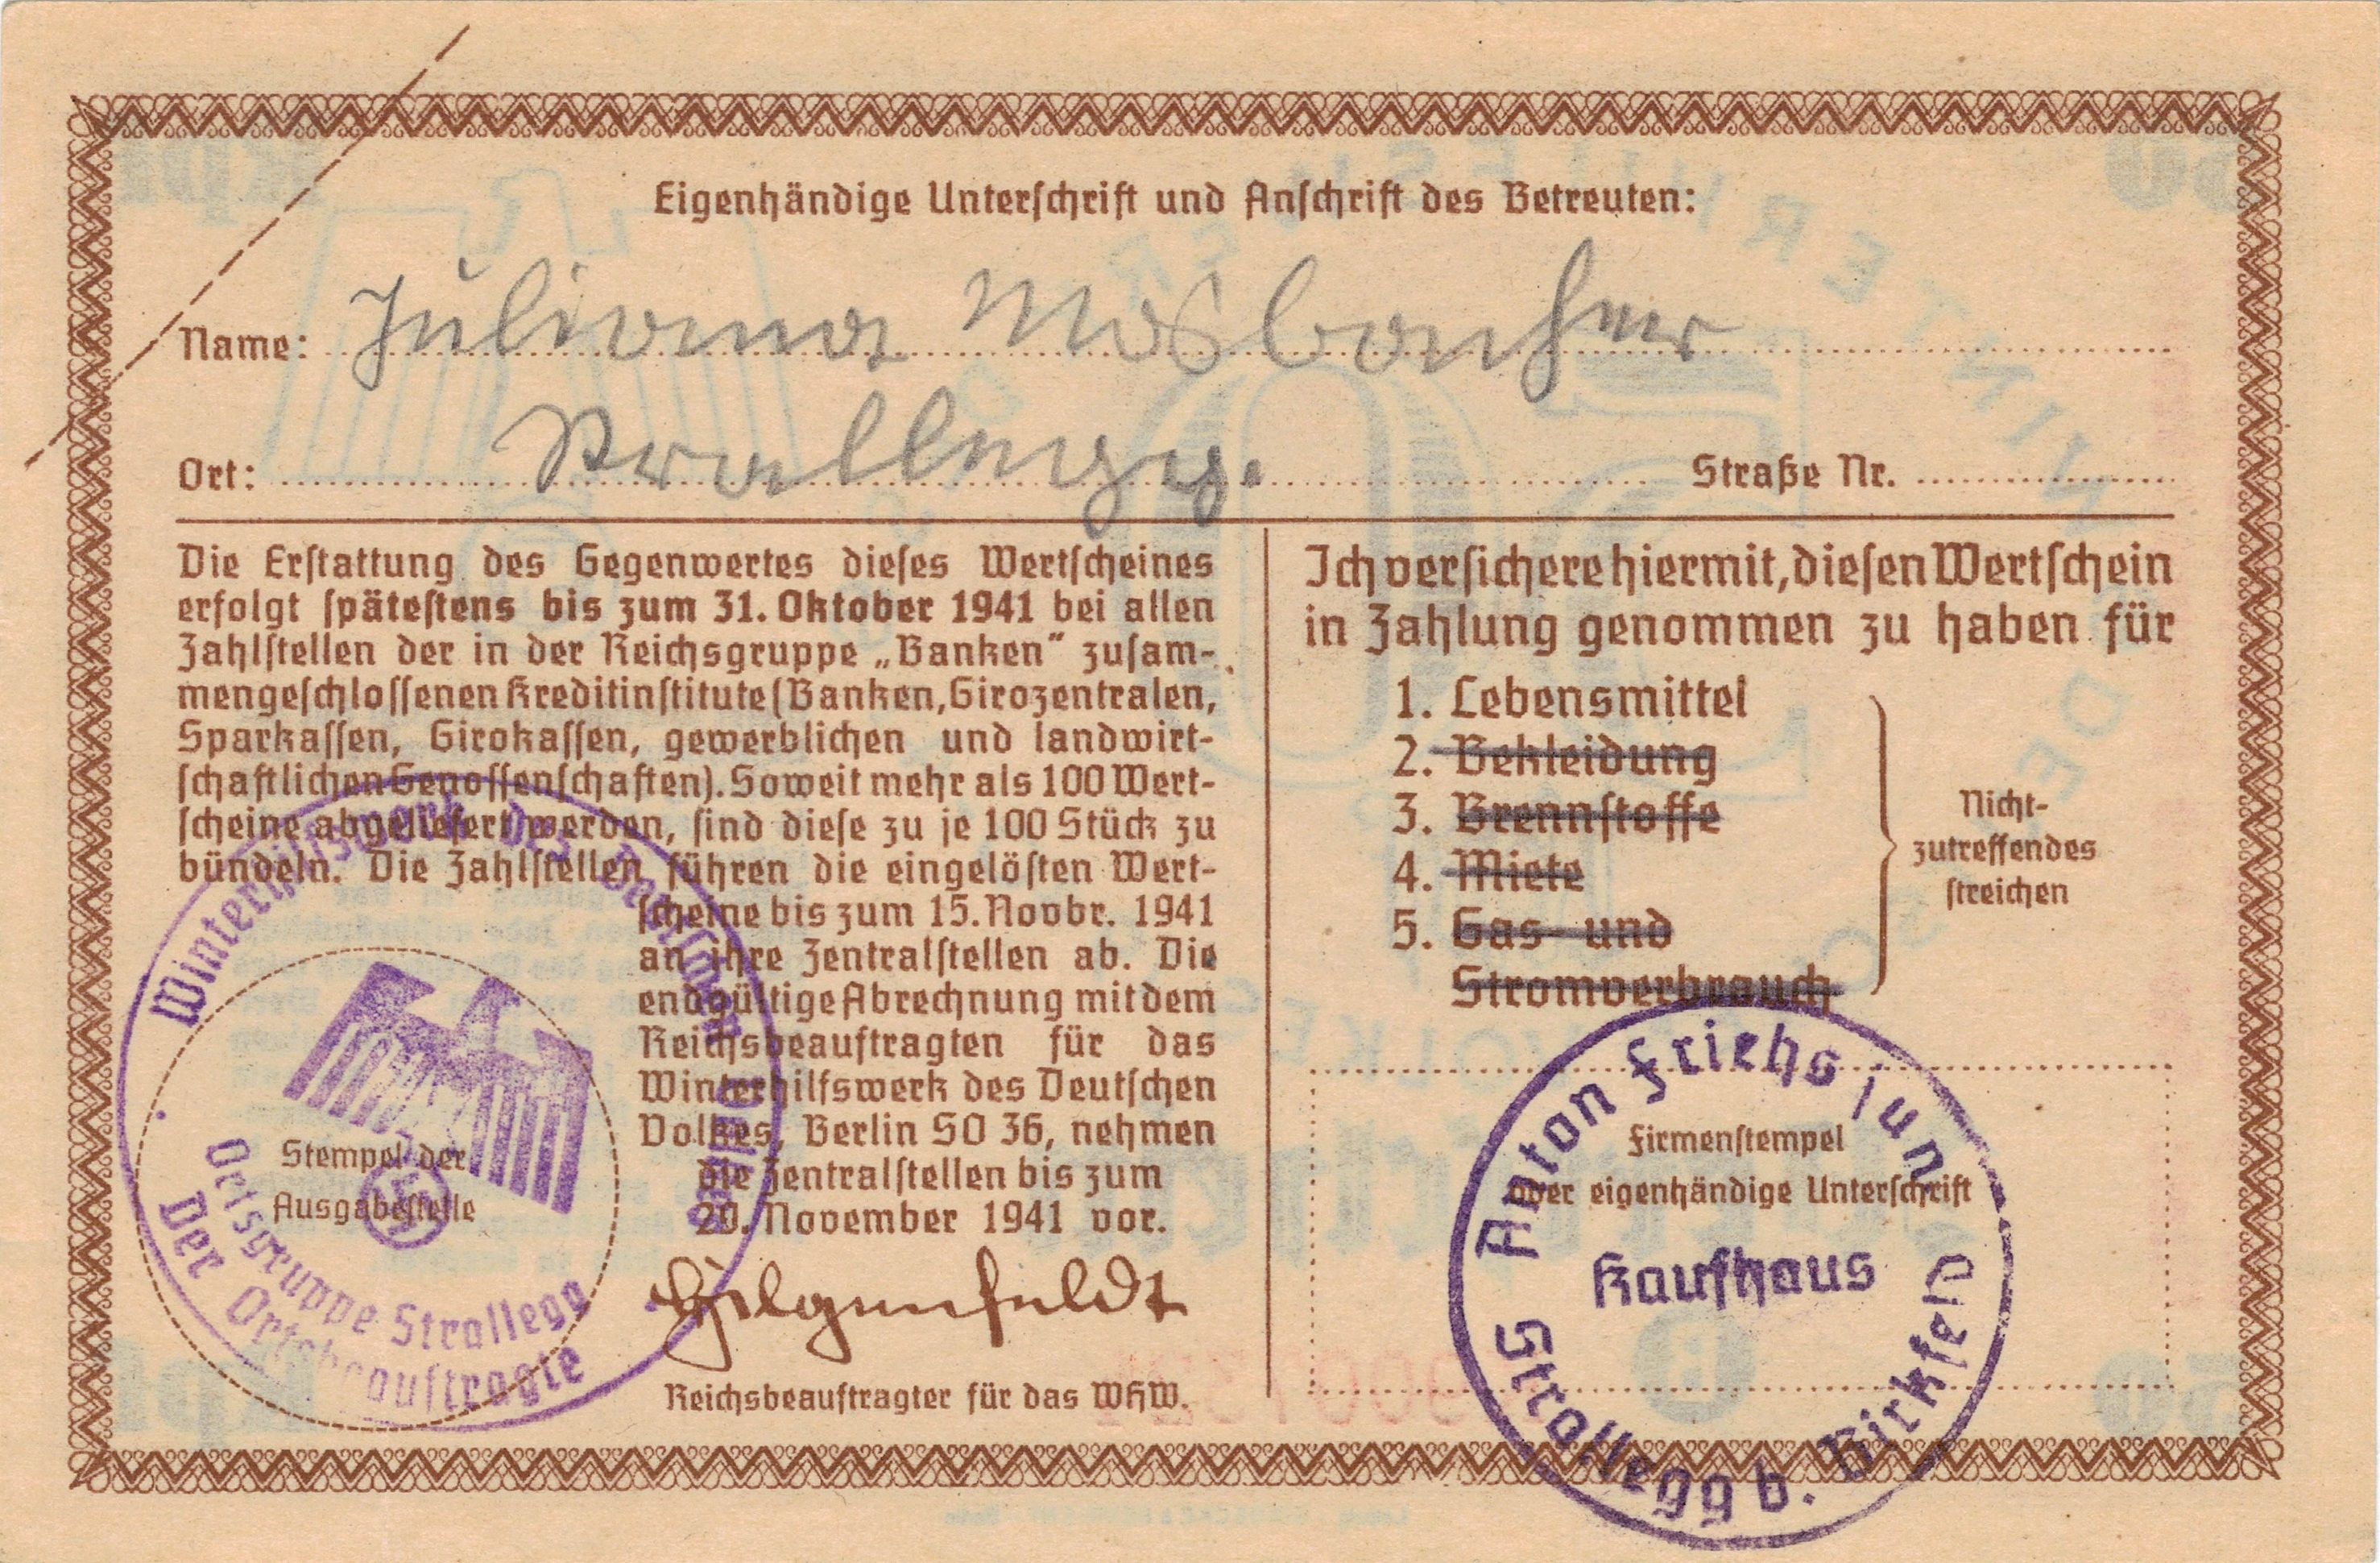 Eigenhändige Unterschrift und Anschrift des Betreuten:
Name: Juliana Mosbacher
Ort: Strallegg. Straße Nr.
Die Erstattung des Gegenwertes dieses Wertscheines
erfolgt spätestens bis zum 31. Oktober 1941 bei allen
Zahlstellen der in der Reichsgruppe „Banken“ zusam-
mengeschlossenen Kreditinstitute (Banken, Girozentralen,
Sparkassen, Girokassen, gewerblichen und landwirt-
schaftlichen Genossenschaften). Soweit mehr als 100 Wert-
scheine abgeliefert werden, sind diese zu je 100 Stück zu
bündeln. Die Zahlstellen führen die eingelösten Wert-
scheine bis zum 15. Novbr. 1941
an ihre Zentralstellen ab. Die
endgültige Abrechnung mit dem
Reichsbeauftragten für das
Winterhilfswerk des Deutschen
Volkes, Berlin SO 36, nehmen
die Zentralstellen bis zum
20. November 1941 vor.
Hilgenfeldt
Reichsbeauftragter für das WHW.
Stempel der
Ausgabestelle
Winterhilfswerk des Deutschen Volkes
Ortsgruppe Strallegg
Der Ortsbeauftragte
Ich versichere hiermit, diesen Wertschein
in Zahlung genommen zu haben für
1. Lebensmittel
2. Bekleidung
3. Brennstoffe
4. Miete
5. Gas- und
Stromverbrauch
Nicht-
zutreffendes
streichen
Firmenstempel
oder eigenhändige Unterschrift
Anton Friehs jun
Kaufhaus
Strallegg b. Birkfeld